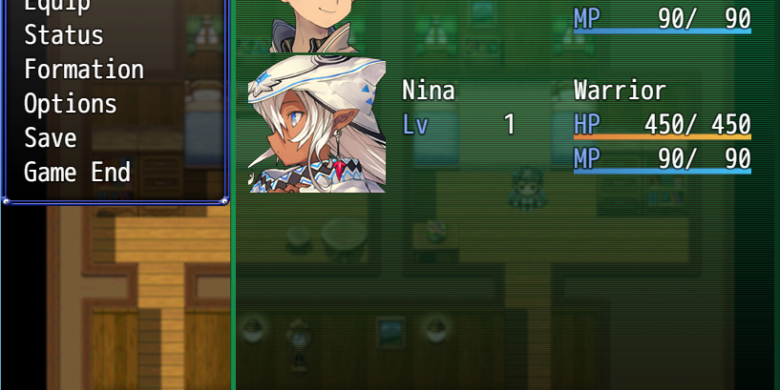 Equip
MP 90/ 90
Status
Formation
Options
Save
Game End
Nina Warrior
Lv 1 HP 450/ 450
MP 90/ 90